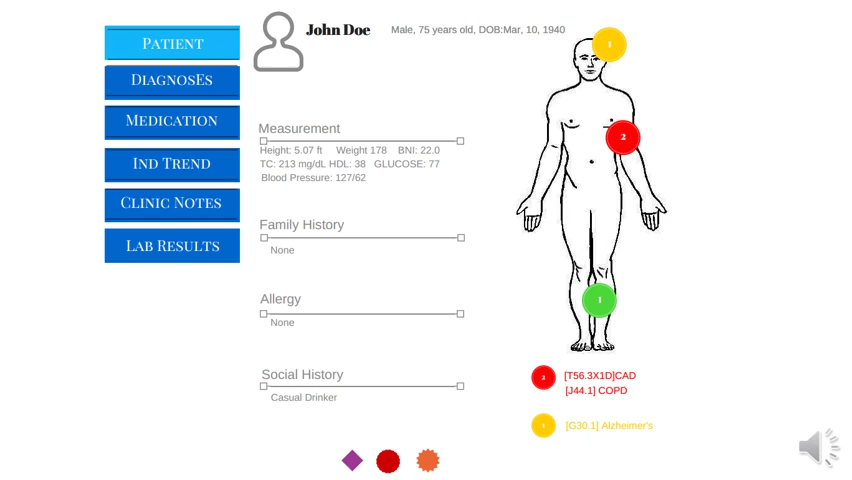 PATIENT
DIAGNOSES
MEDICATION
IND TREND
CLINIC NOTES
LAB RESULTS
John Doe
Male, 75 years old, DOB:Mar, 10, 1940
Measurement
Height: 5.07 ft Weight 178 BNI: 22.0
TC: 213 mg/dL HDL: 38 GLUCOSE: 77
Blood Pressure: 127/62
Family History
None
Allergy
None
Social History
Casual Drinker
1
2
1
2 [T56.3X1D]CAD
[J44.1] COPD
1 [G30.1] Alzheimer's